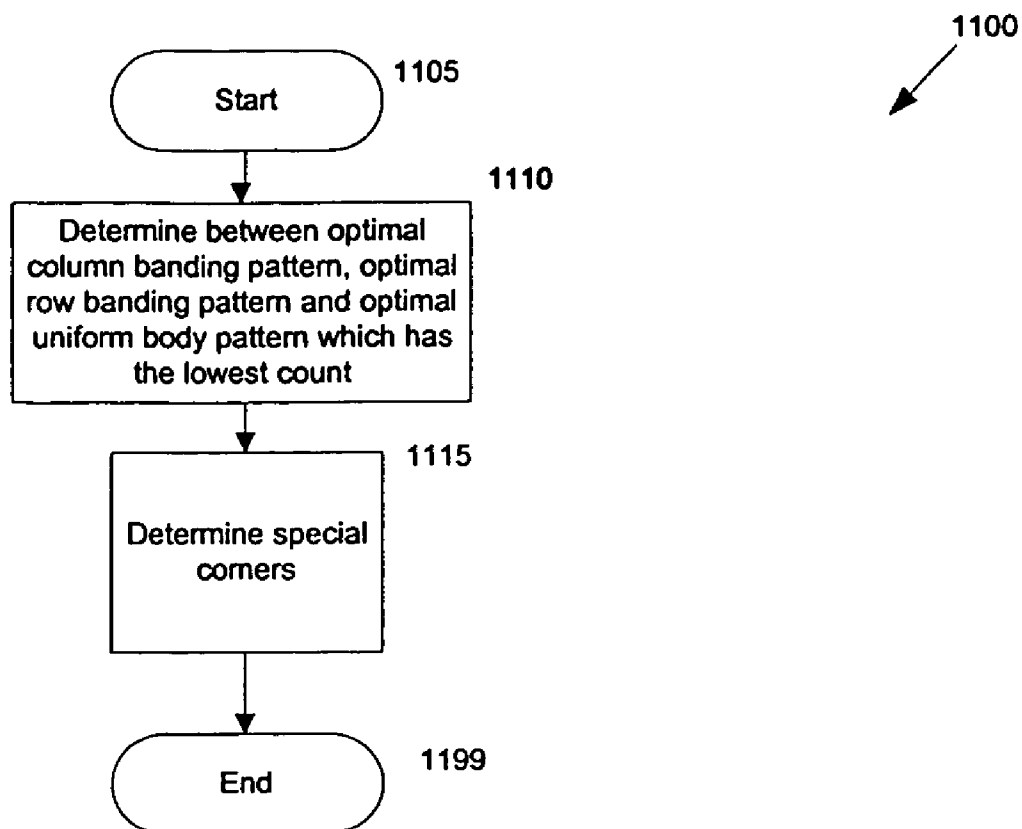 1100
1105
Start
1110
Determine between optimal
column banding pattern, optimal
row banding pattern and optimal
uniform body pattern which has
the lowest count
1115
Determine special
corners
1199
End